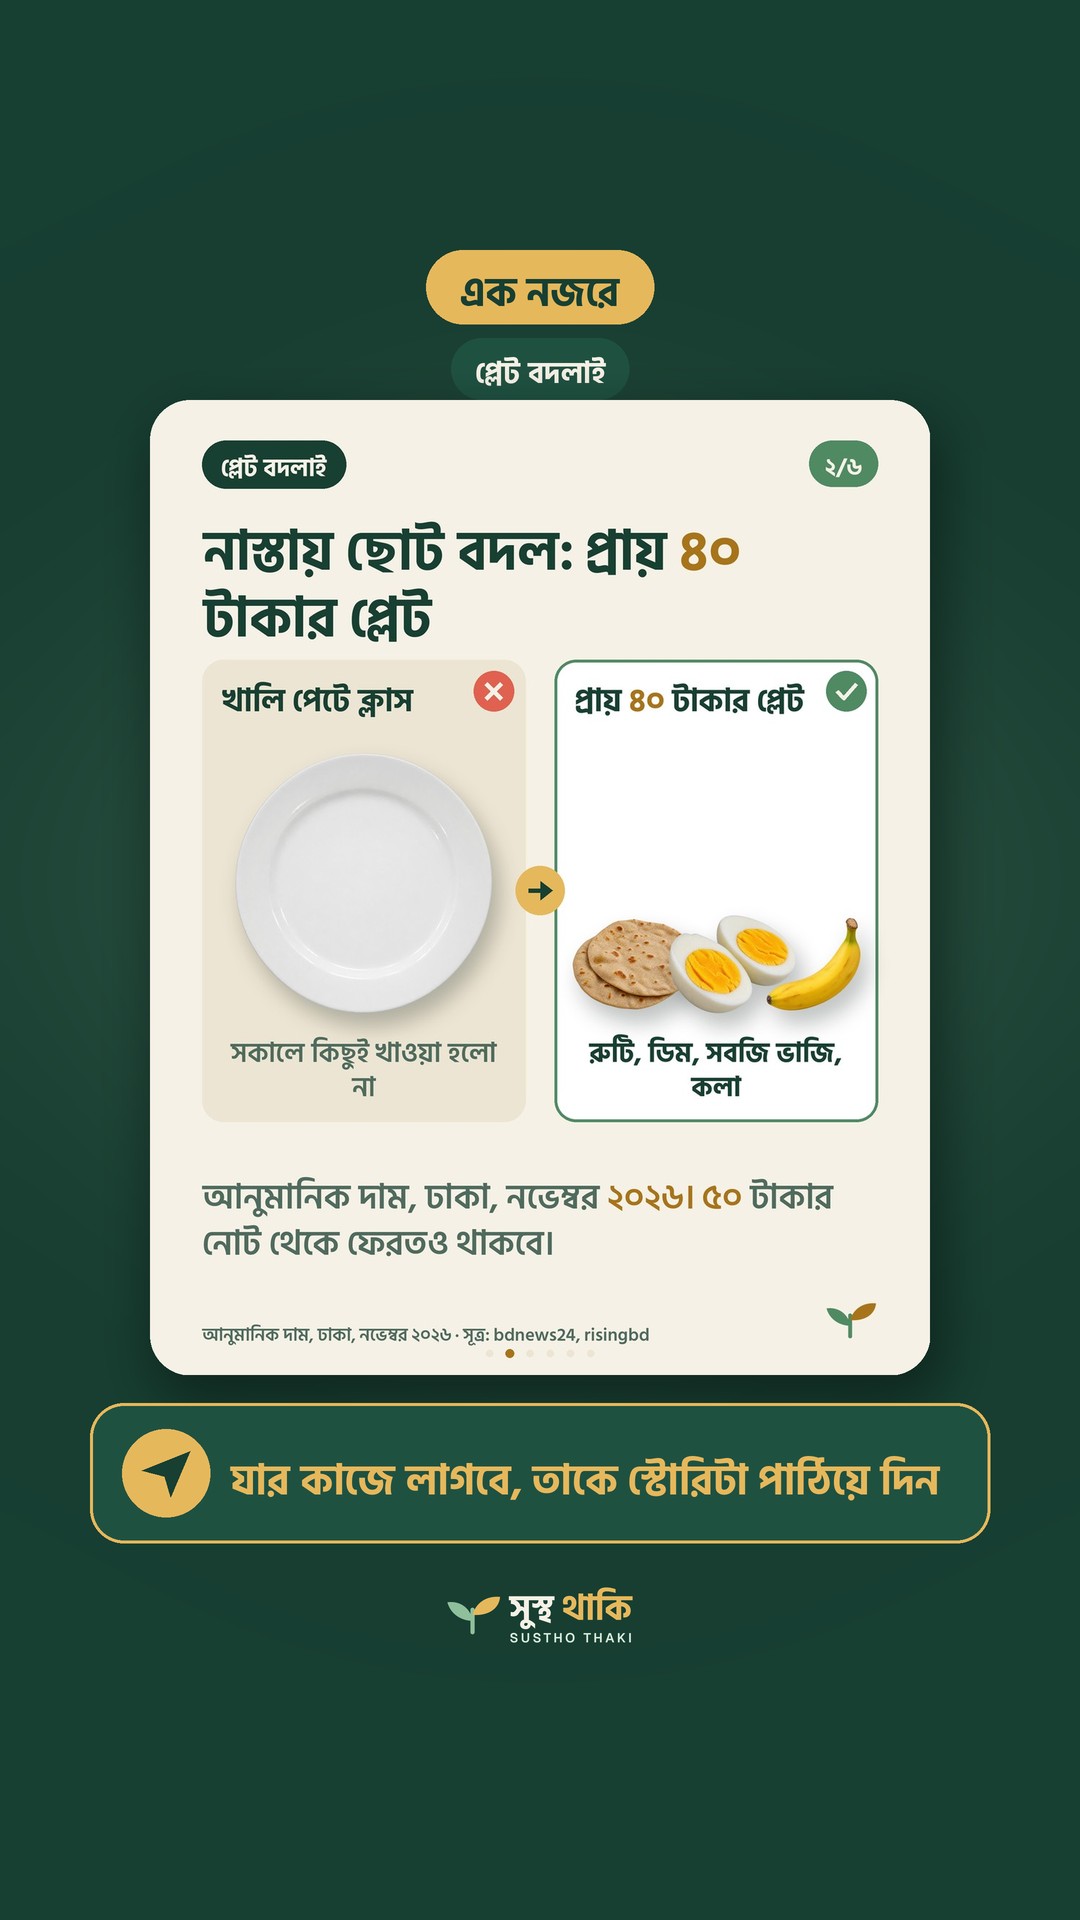 এক নজরে
প্লেট বদলাই
প্লেট বদলাই
২/৬
নাস্তায় ছোট বদল: প্রায় ৪০
টাকার প্লেট
খালি পেটে ক্লাস
প্রায় ৪০ টাকার প্লেট
সকালে কিছুই খাওয়া হলো
না
রুটি, ডিম, সবজি ভাজি,
কলা
আনুমানিক দাম, ঢাকা, নভেম্বর ২০২৬। ৫০ টাকার
নোট থেকে ফেরতও থাকবে।
আনুমানিক দাম, ঢাকা, নভেম্বর ২০২৬ · সূত্র: bdnews24, risingbd
যার কাজে লাগবে, তাকে স্টোরিটা পাঠিয়ে দিন
সুস্থ থাকি
SUSTHO THAKI